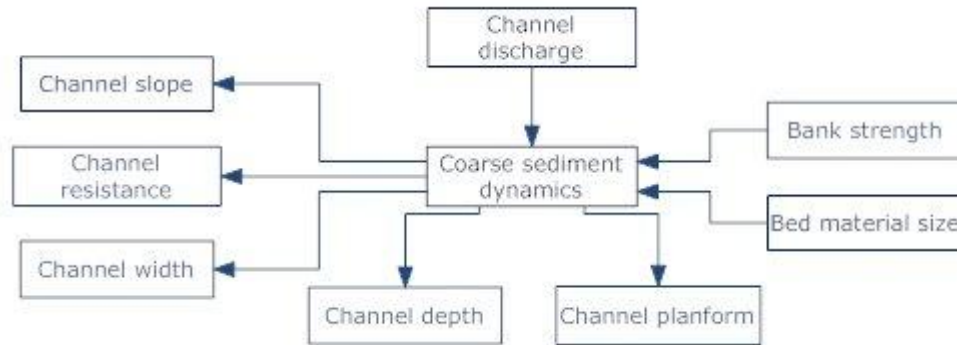 Channel
discharge
Channel slope
Bank strength
Channel
resistance
Coarse sediment
dynamics
Bed material size
Channel width
Channel depth
Channel planform